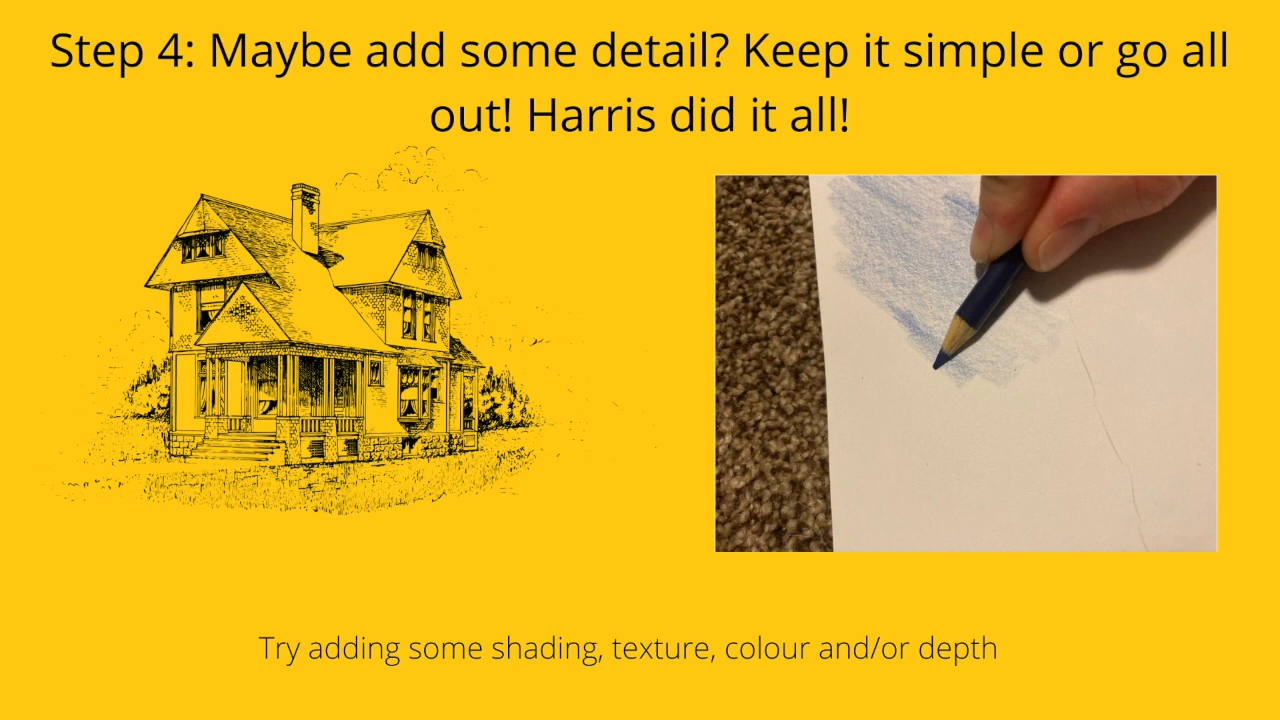 Step 4: Maybe add some detail? Keep it simple or go all
out! Harris did it all!
Try adding some shading, texture, colour and/or depth